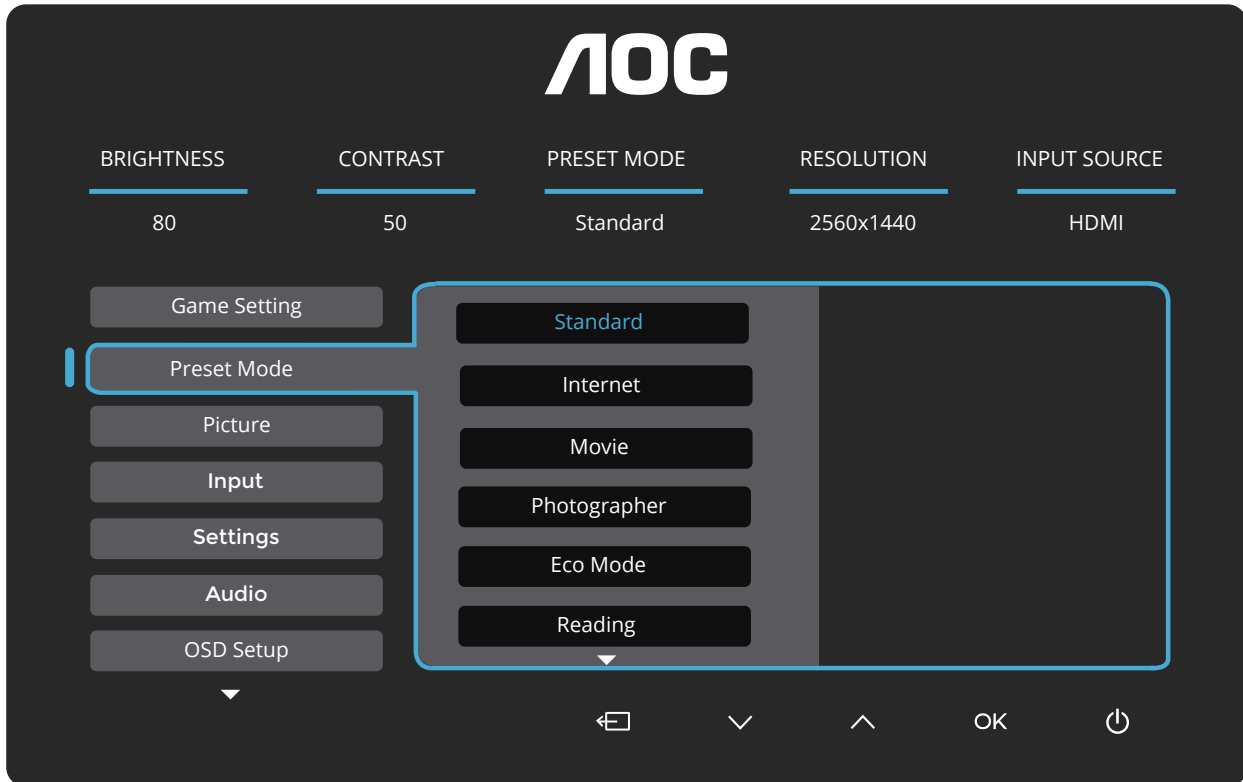 AOC
BRIGHTNESS CONTRAST PRESET MODE RESOLUTION INPUT SOURCE
80 50 Standard 2560x1440 HDMI
Game Setting
Preset Mode
Picture
Input
Settings
Audio
OSD Setup
Standard
Internet
Movie
Photographer
Eco Mode
Reading
OK